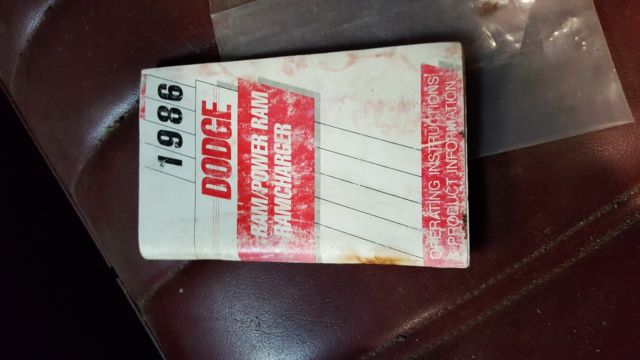 1986
DODGE
RAM/POWER RAM
RAMCHARGER
OPERATING INSTRUCTIONS
& PRODUCT INFORMATION